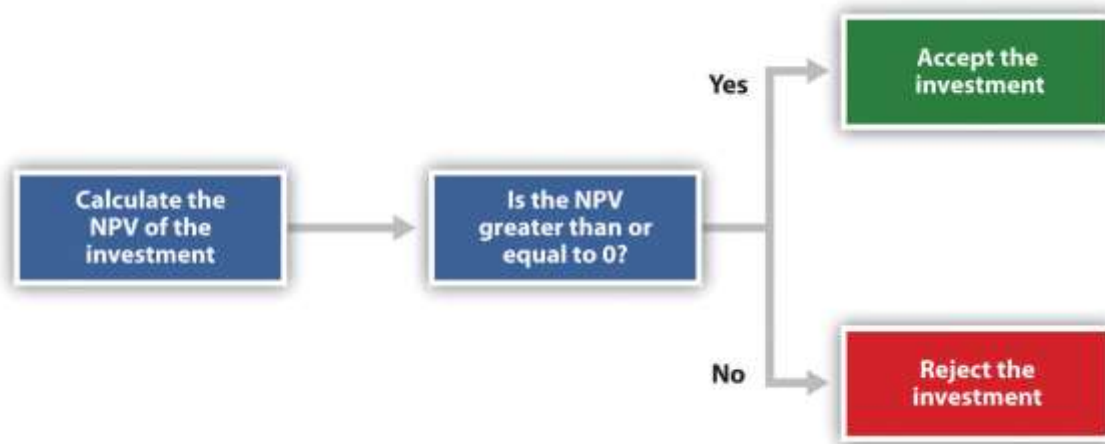 Calculate the
NPV of the
investment
Is the NPV
greater than or
equal to 0?
Yes
Accept the
investment
No
Reject the
investment